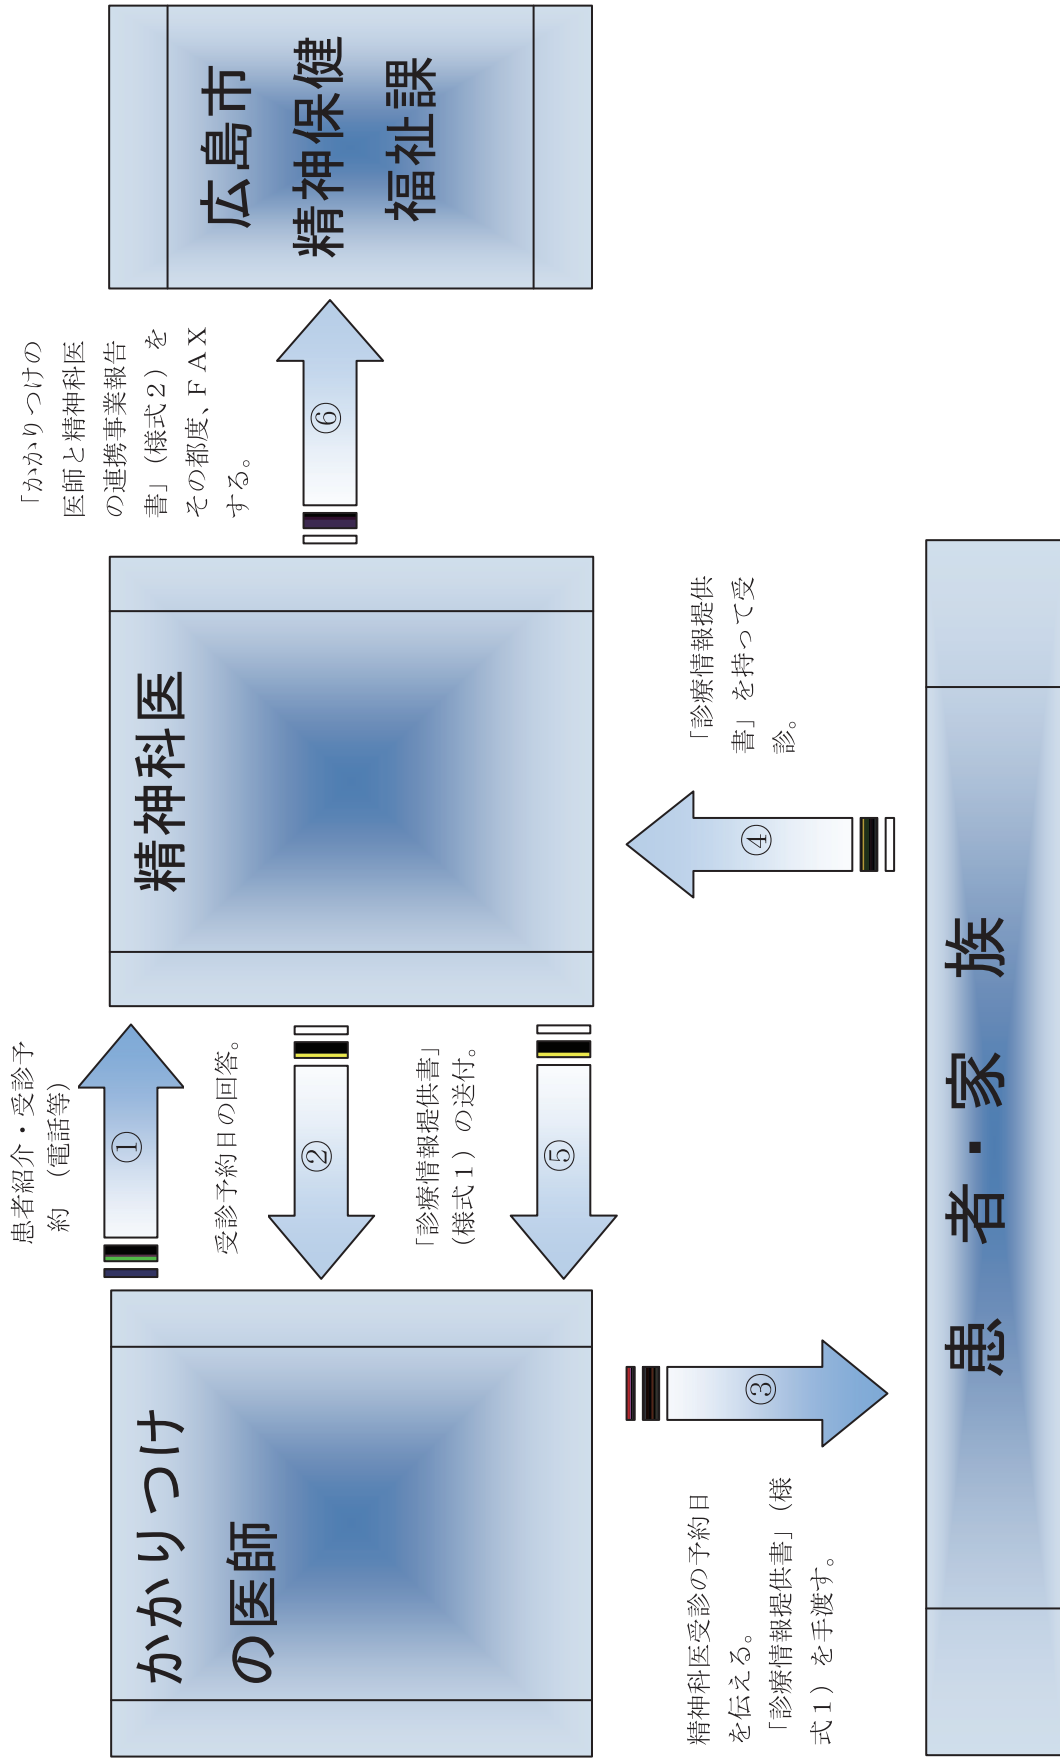 患者紹介・受診予
約　（電話等）
①
受診予約日の回答。
②
「診療情報提供書」
（様式１）の送付。
⑤
かかりつけ
の医師
精神科医
「かかりつけの
医師と精神科医
の連携事業報告
書」（様式２）を
その都度、ＦＡＸ
する。
⑥
広島市
精神保健
福祉課
精神科医受診の予約日
を伝える。
「診療情報提供書」（様
式１）を手渡す。
③
④
「診療情報提供
書」を持って受
診。
患者・家族